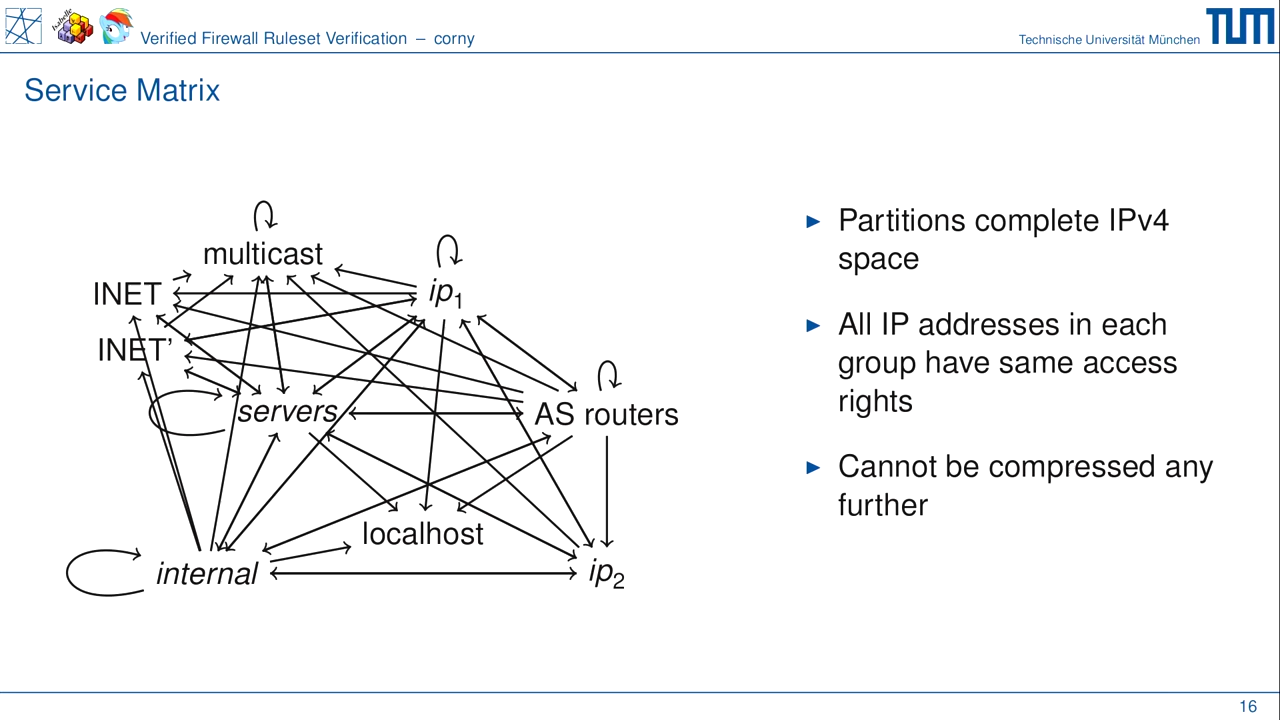 Isabelle
Verified Firewall Ruleset Verification – corny
Technische Universität München
TUM
Service Matrix
multicast
INET
ip1
INET'
servers
AS routers
localhost
internal
ip2
Partitions complete IPv4
space
All IP addresses in each
group have same access
rights
Cannot be compressed any
further
16